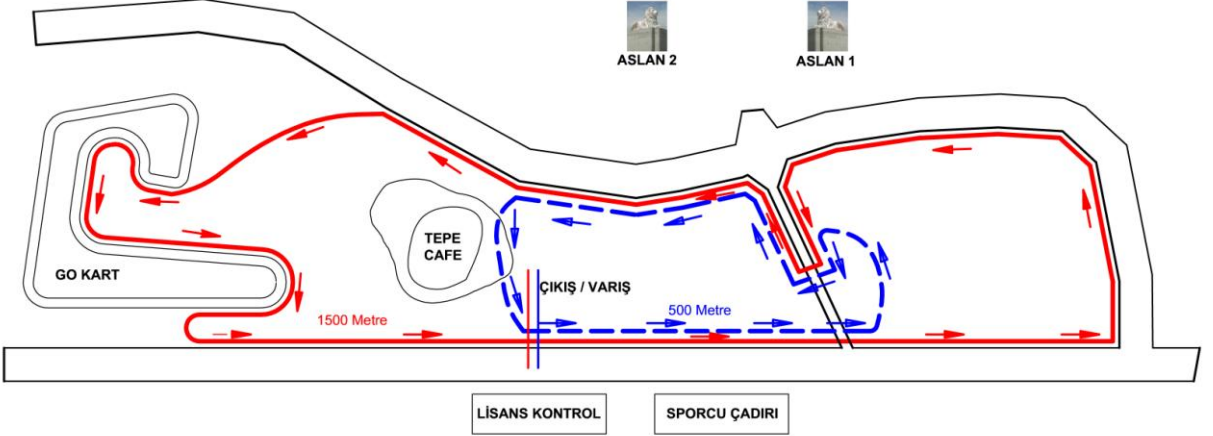 ASLAN 2
ASLAN 1
TEPE
CAFE
GO KART
ÇIKIŞ / VARIŞ
1500 Metre
500 Metre
LİSANS KONTROL
SPORCU ÇADIRI